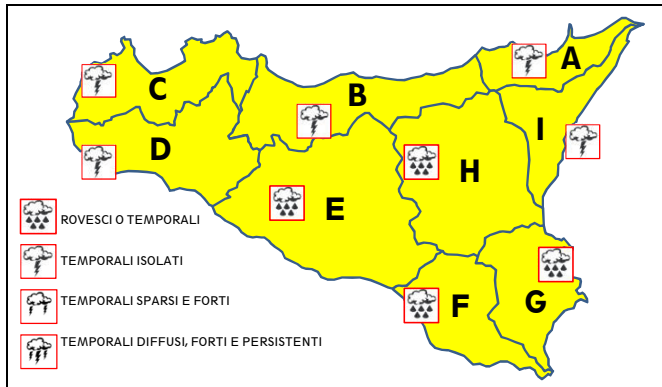 A
C
B
I
D
H
E
ROVESCI O TEMPORALI
TEMPORALI ISOLATI
F
G
TEMPORALI SPARSI E FORTI
TEMPORALI DIFFUSI, FORTI E PERSISTENTI